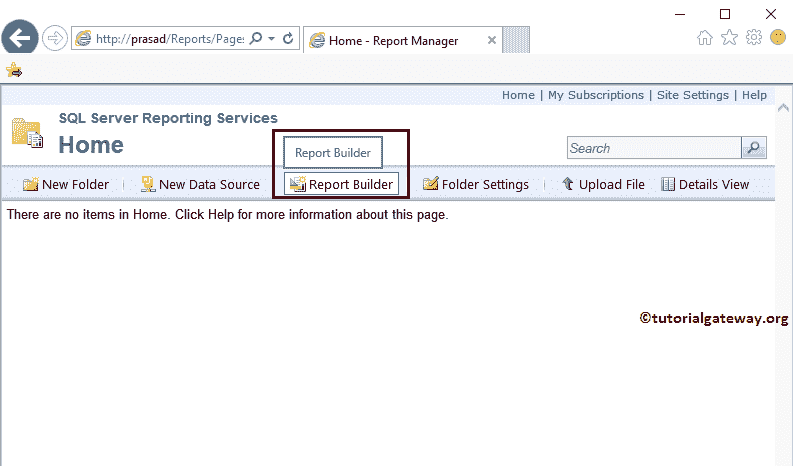 http://prasad/Reports/Page:
Home - Report Manager
Home | My Subscriptions | Site Settings | Help
SQL Server Reporting Services
Home
Report Builder
Search
New Folder
New Data Source
Report Builder
Folder Settings
Upload File
Details View
There are no items in Home. Click Help for more information about this page.
©tutorialgateway.org